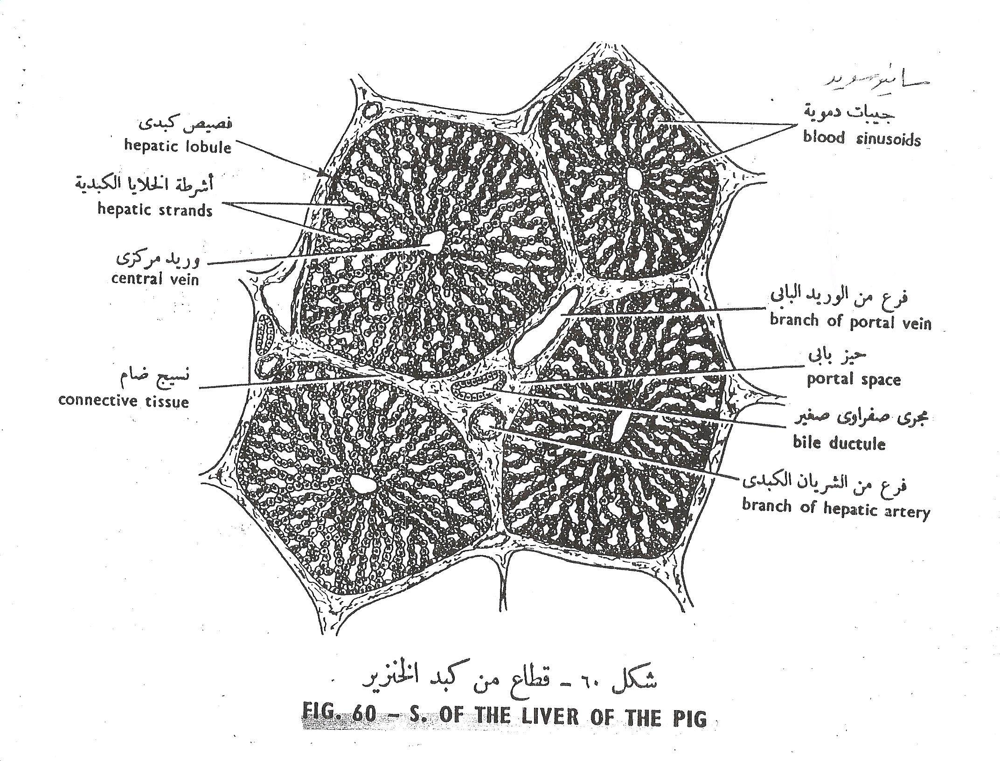 ساينوسويد
جيبات دموية
blood sinusoids
فصيص كبدى
hepatic lobule
أشرطة الخلايا الكبدية
hepatic strands
وريد مركزى
central vein
فرع من الوريد البابى
branch of portal vein
حيز بابى
portal space
نسيج ضام
connective tissue
مجرى صفراوى صغير
bile ductule
فرع من الشريان الكبدى
branch of hepatic artery
شكل ٦٠ - قطاع من كبد الخنزير
FIG. 60 - S. OF THE LIVER OF THE PIG